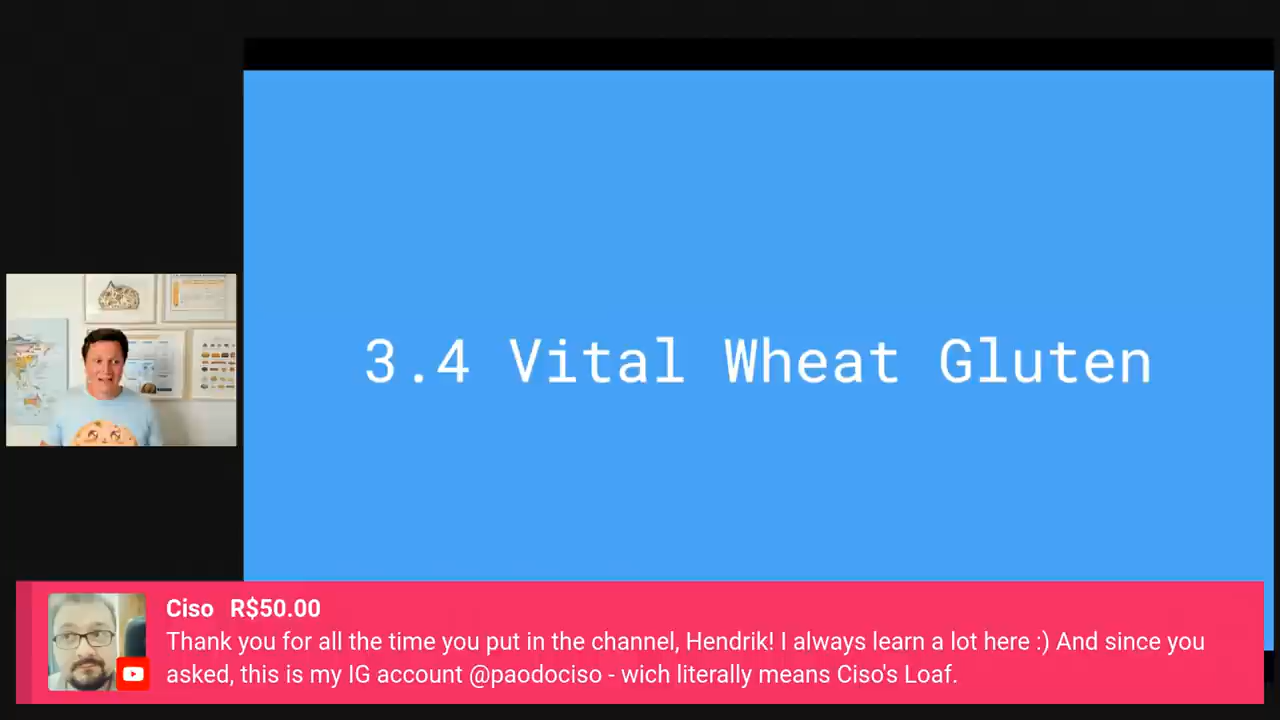 3.4 Vital Wheat Gluten
Ciso R$50.00
Thank you for all the time you put in the channel, Hendrik! I always learn a lot here :) And since you
asked, this is my IG account @paodociso - wich literally means Ciso's Loaf.